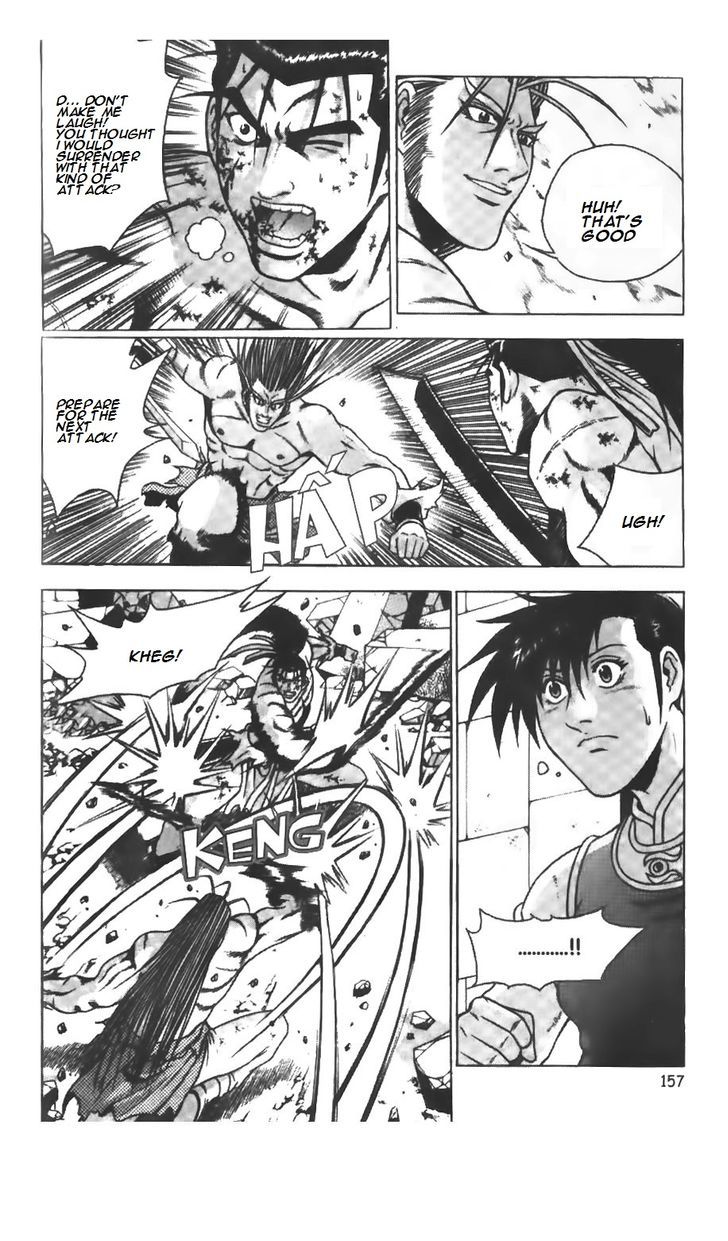 D... DON'T
MAKE ME
LAUGH!
YOU THOUGHT
I WOULD
SURRENDER
WITH THAT
KIND OF
ATTACK?
HUH!
THAT'S
GOOD
PREPARE
FOR THE
NEXT
ATTACK!
HẤP
UGH!
KHEG!
KENG
............!!
157